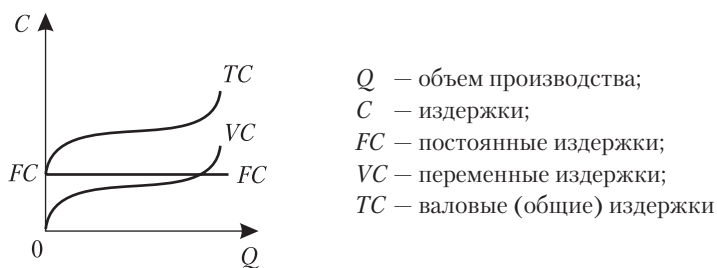 C
TC
VC
FC
FC
0
Q
Q – объем производства;
C – издержки;
FC – постоянные издержки;
VC – переменные издержки;
TC – валовые (общие) издержки